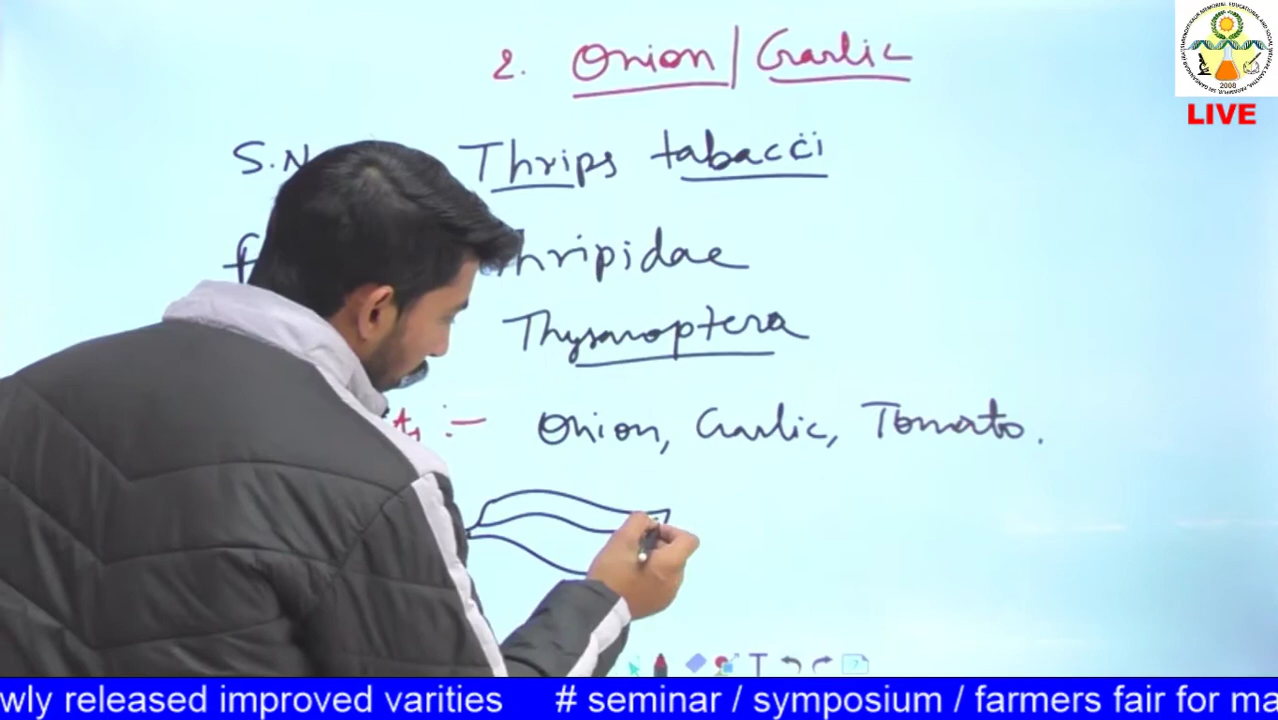 2. Onion / Garlic
S.N Thrips tabacci
hripidae
Thysanoptera
:- Onion, Garlic, Tomato.
2008
LIVE
wly released improved varities # seminar / symposium / farmers fair for ma